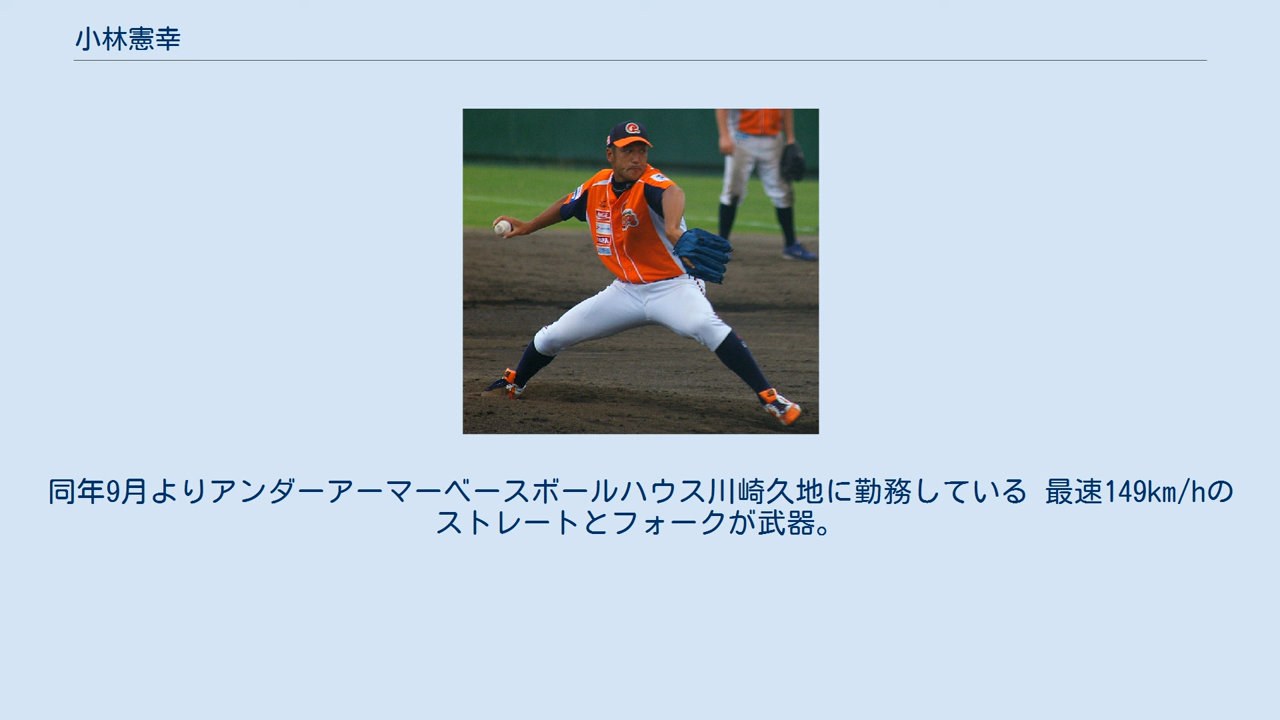 小林憲幸
同年9月よりアンダーアーマーベースボールハウス川崎久地に勤務している 最速149km/hの
ストレートとフォークが武器。